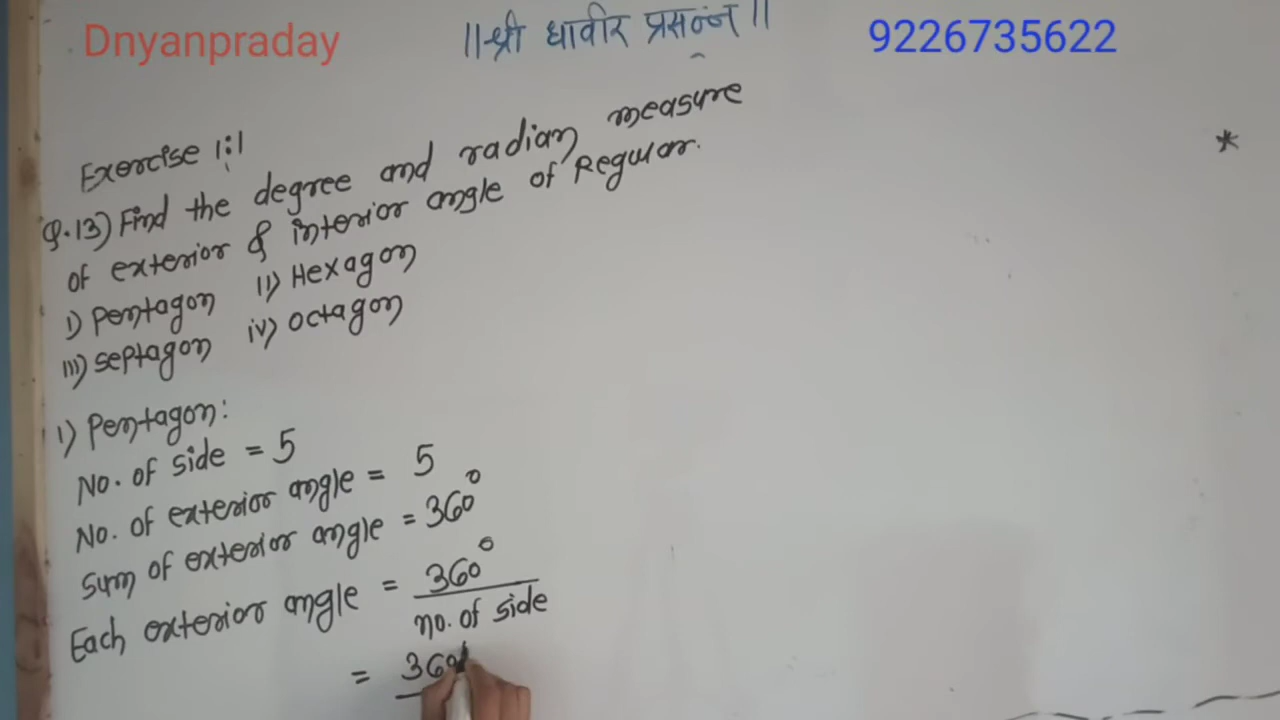 Dnyanpraday
||श्री धावीर प्रसन्न||
9226735622
Exercise 1:1
*
Q.13) Find the degree and radian measure
of exterior & interior angle of Regular.
i) Pentagon ii) Hexagon
iii) septagon iv) octagon
i) Pentagon:
No. of side = 5
No. of exterior angle = 5
Sum of exterior angle = 360°
Each exterior angle = 360°
no. of side
= 360